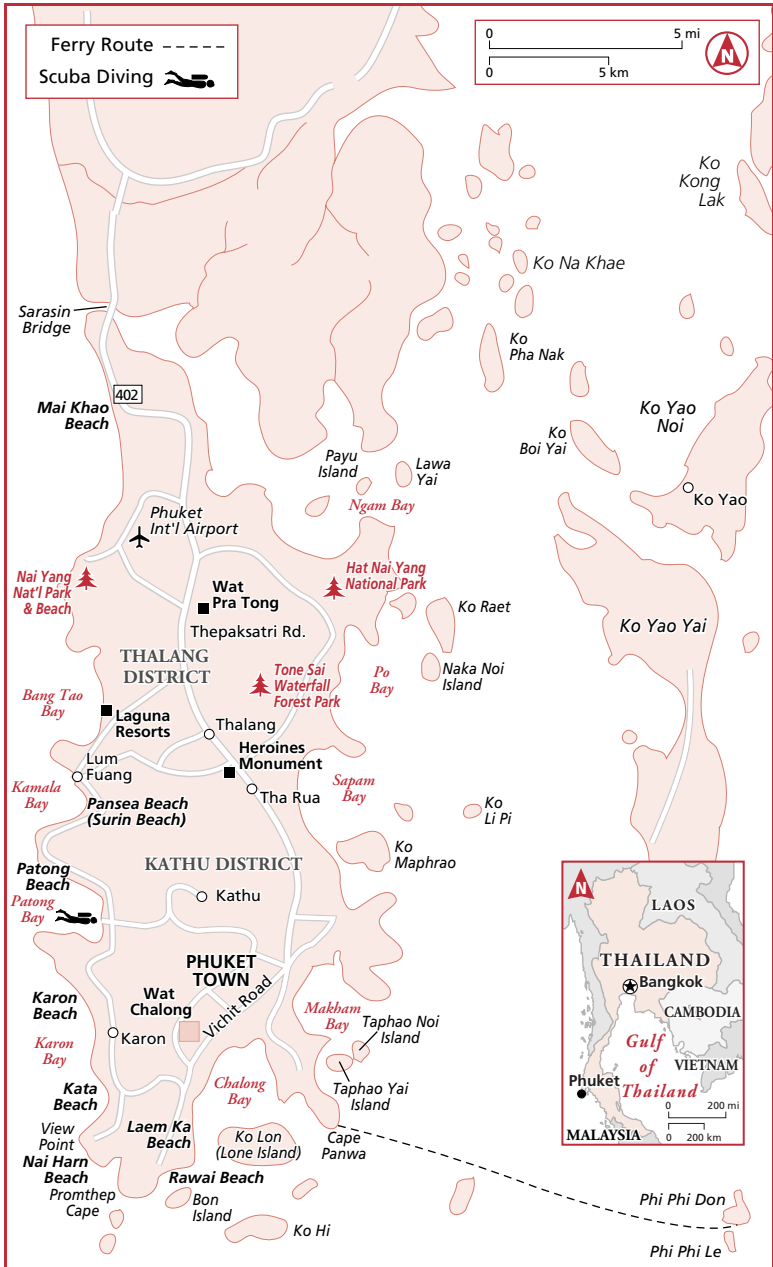 Ferry Route
Scuba Diving
0
5 mi
0
5 km
N
Ko
Kong
Lak
Ko Na Khae
Sarasin
Bridge
Ko
Pha Nak
402
Mai Khao
Beach
Ko Yao
Noi
Ko
Boi Yai
Payu
Island
Lawa
Yai
Ko Yao
Ngam Bay
Phuket
Int'l Airport
Nai Yang
Nat'l Park
& Beach
Hat Nai Yang
National Park
Wat
Pra Tong
Ko Raet
Thepaksatri Rd.
Ko Yao Yai
THALANG
DISTRICT
Tone Sai
Waterfall
Forest Park
Po
Bay
Naka Noi
Island
Bang Tao
Bay
Laguna
Resorts
Thalang
Lum
Fuang
Heroines
Monument
Kamala
Bay
Tha Rua
Sapam
Bay
Pansea Beach
(Surin Beach)
Ko
Li Pi
Ko
Maphrao
KATHU DISTRICT
Patong
Beach
Patong
Bay
Kathu
PHUKET
TOWN
Wat
Chalong
Vichit Road
Karon
Beach
Makham
Bay
Taphao Noi
Island
Karon
Karon
Bay
Chalong
Bay
Taphao Yai
Island
Kata
Beach
View
Point
Laem Ka
Beach
Ko Lon
(Lone Island)
Cape
Panwa
Nai Harn
Beach
Rawai Beach
Promthep
Cape
Bon
Island
Ko Hi
Phi Phi Don
Phi Phi Le
N
LAOS
THAILAND
Bangkok
CAMBODIA
Gulf
of
Thailand
VIETNAM
Phuket
0
200 mi
0
200 km
MALAYSIA